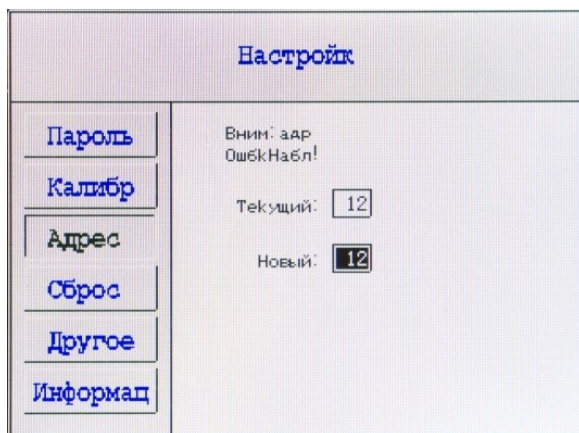 Настройк
Пароль
Калибр
Адрес
Сброс
Другое
Информац
Вним: адр
ОшбкНабл!
Текущий: 12
Новый: 12